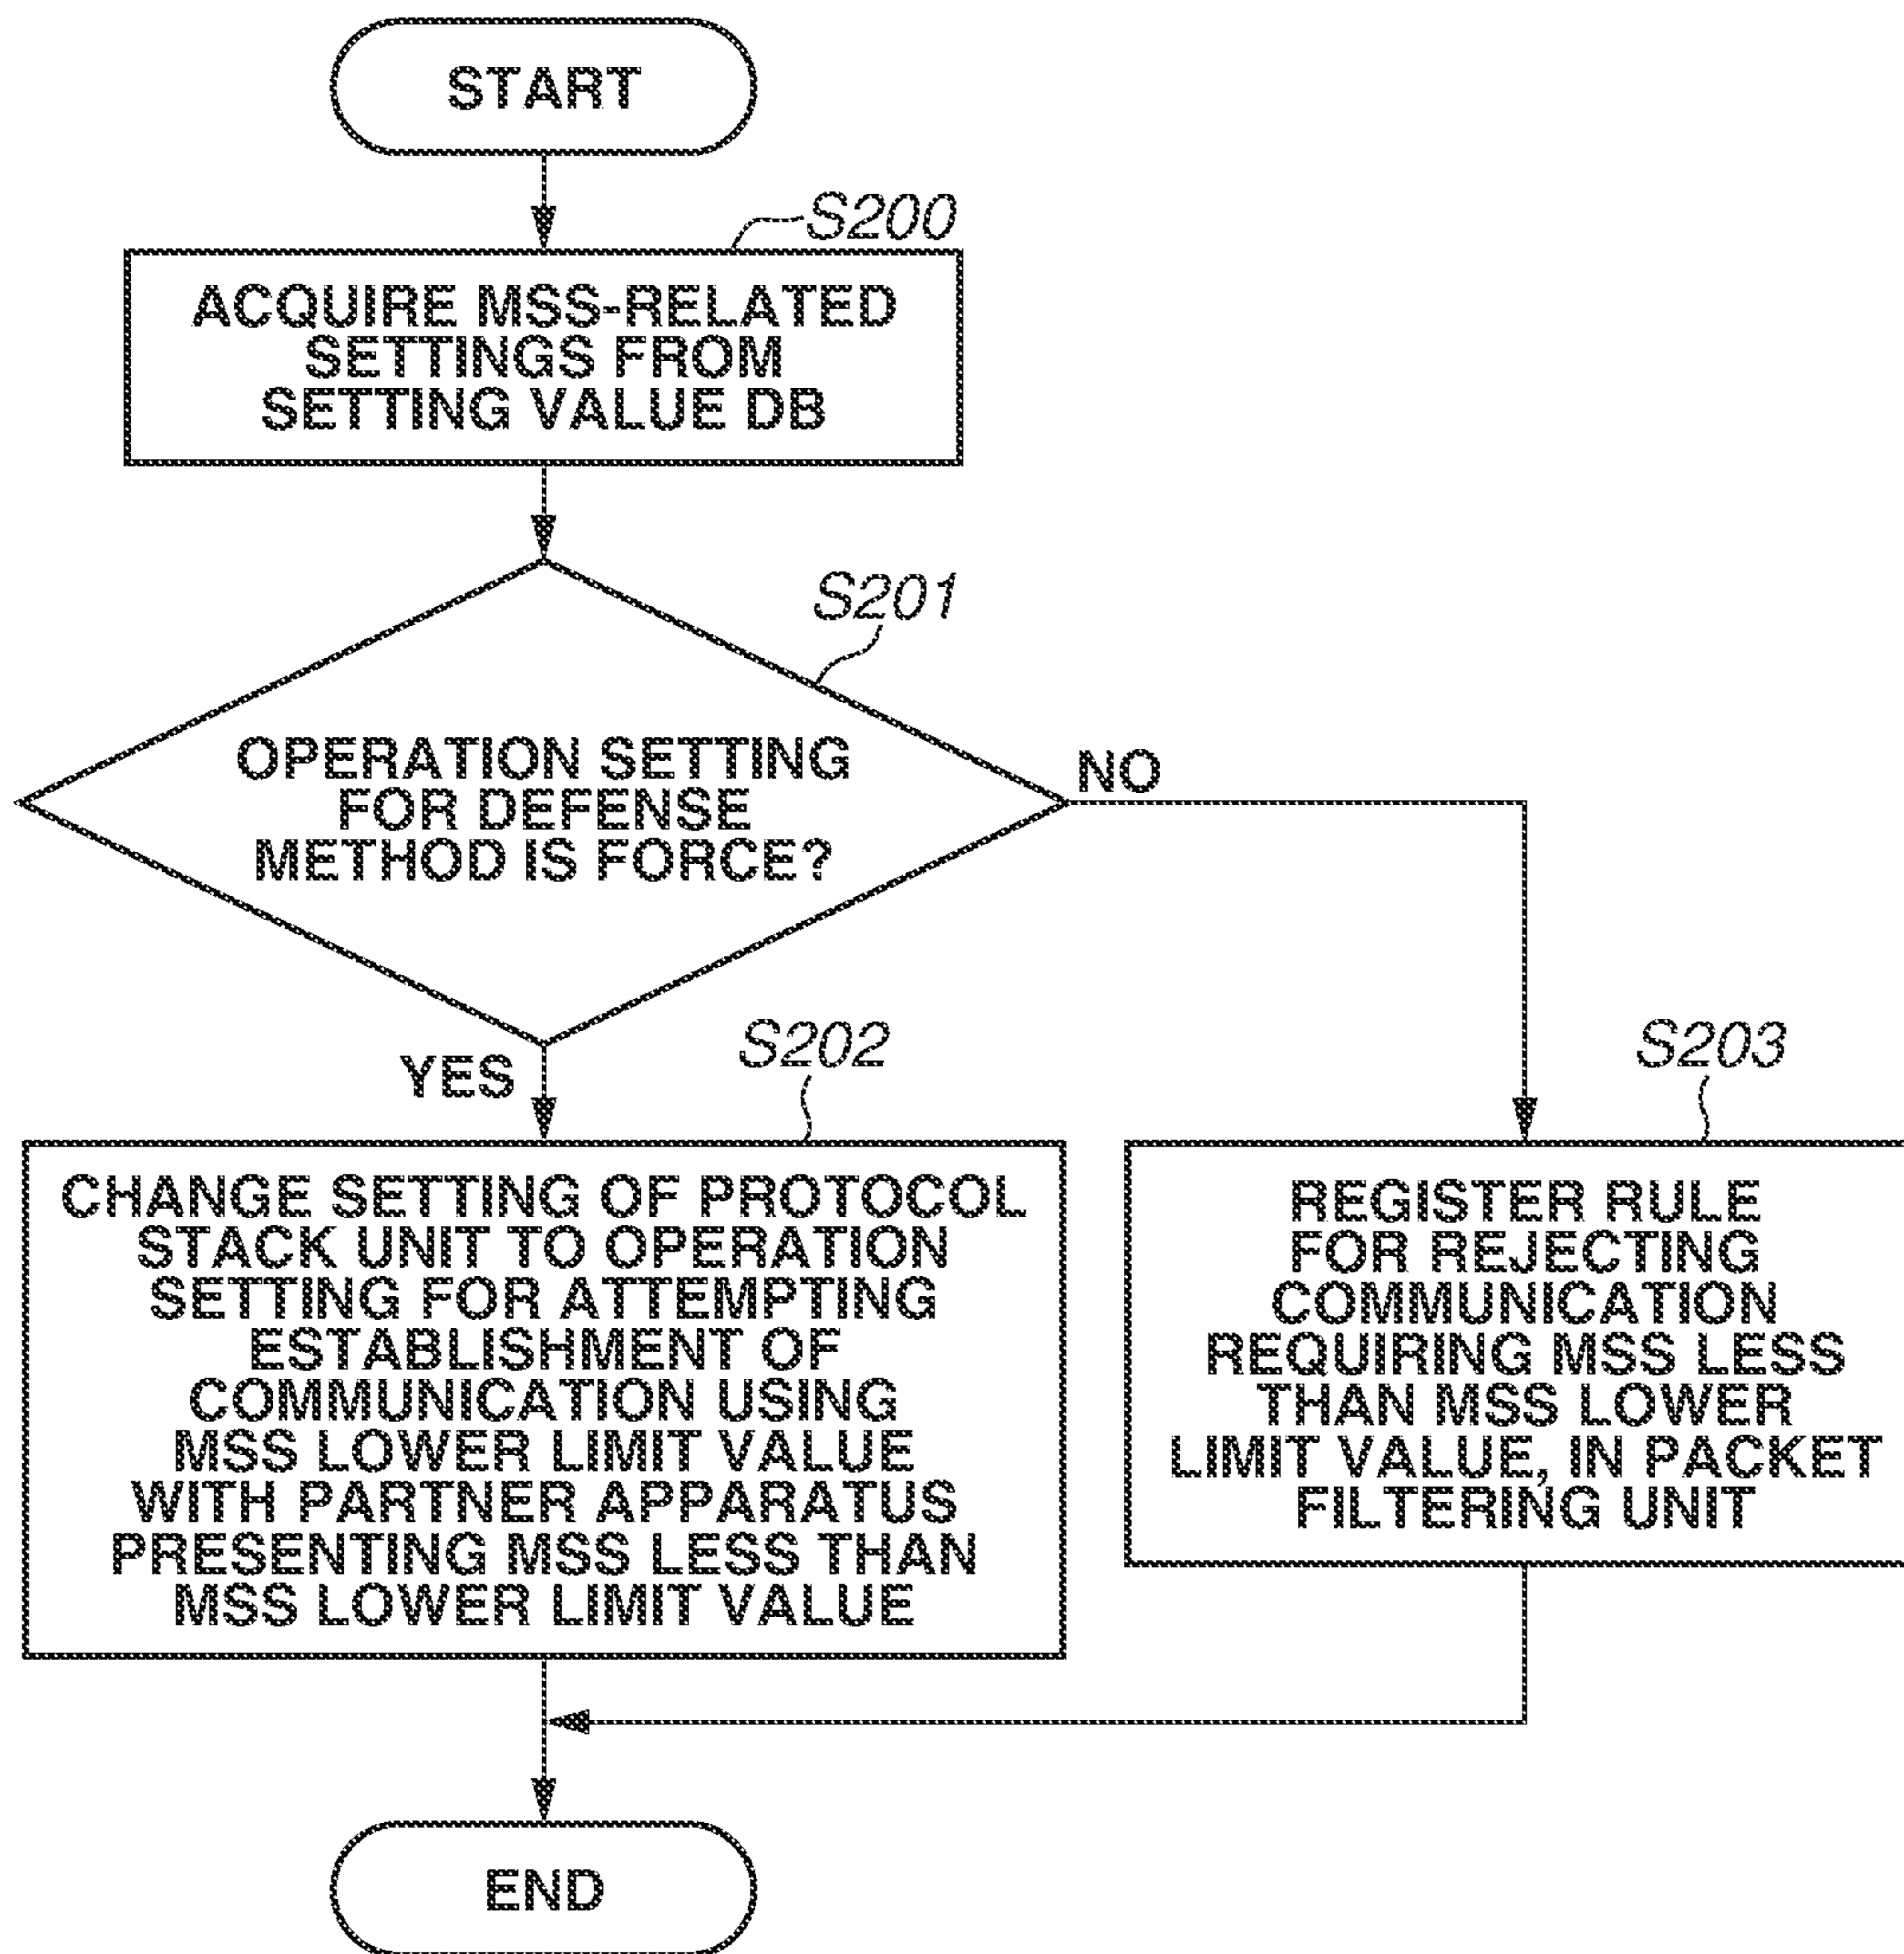 START
S200
ACQUIRE MSS-RELATED
SETTINGS FROM
SETTING VALUE DB
S201
OPERATION SETTING
FOR DEFENSE
METHOD IS FORCE?
NO
YES
S202
CHANGE SETTING OF PROTOCOL
STACK UNIT TO OPERATION
SETTING FOR ATTEMPTING
ESTABLISHMENT OF
COMMUNICATION USING
MSS LOWER LIMIT VALUE
WITH PARTNER APPARATUS
PRESENTING MSS LESS THAN
MSS LOWER LIMIT VALUE
S203
REGISTER RULE
FOR REJECTING
COMMUNICATION
REQUIRING MSS LESS
THAN MSS LOWER
LIMIT VALUE, IN PACKET
FILTERING UNIT
END